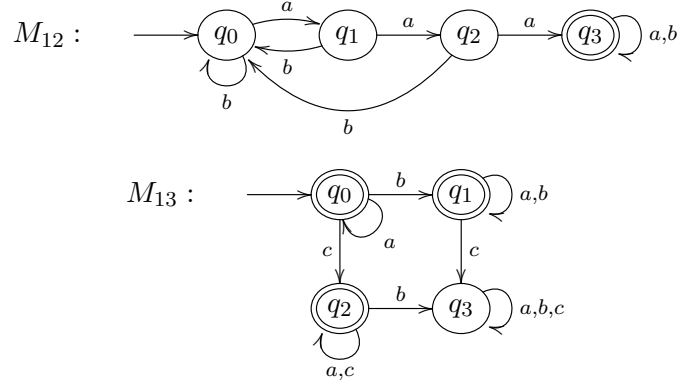 M₁₂ :
a
a
a
q₀
q₁
q₂
q₃
a,b
b
b
b
M₁₃ :
q₀
b
q₁
a,b
a
c
c
q₂
b
q₃
a,b,c
a,c